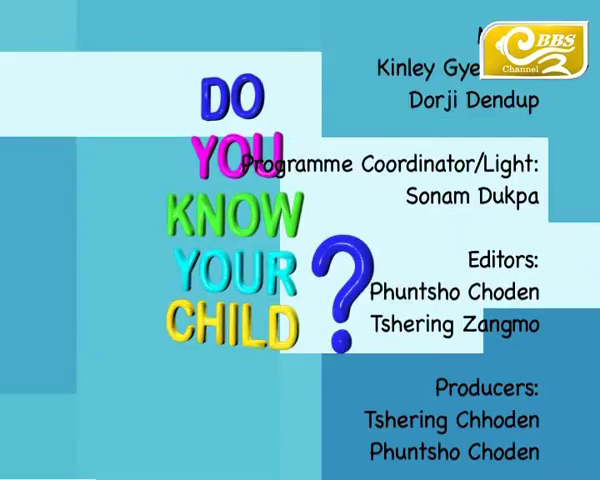 BBS
Channel 2
Kinley
Dorji Dendup
DO
YOU
KNOW
YOUR
CHILD
?
Programme Coordinator/Light:
Sonam Dukpa
Editors:
Phuntsho Choden
Tshering Zangmo
Producers:
Tshering Chhoden
Phuntsho Choden